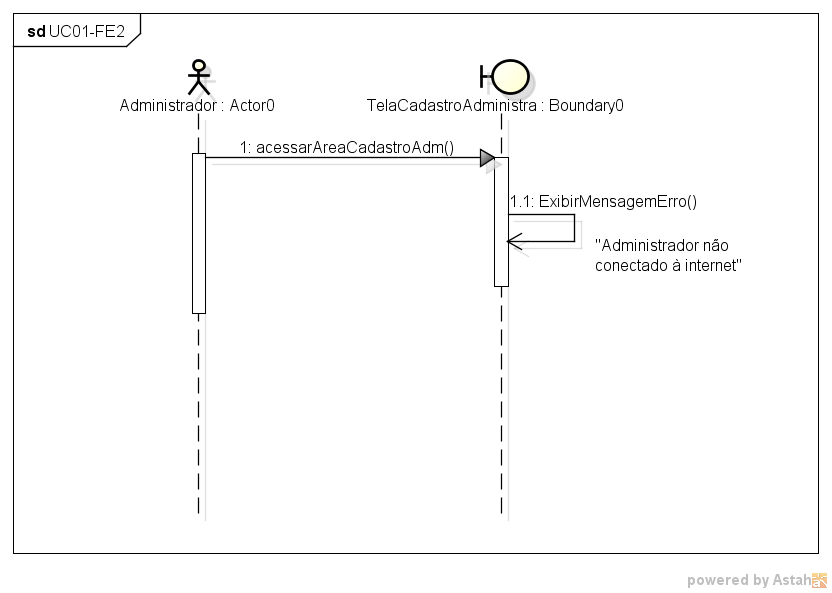 sd UC01-FE2
Administrador : Actor0
TelaCadastroAdministra : Boundary0
1: acessarAreaCadastroAdm()
1.1: ExibirMensagemErro()
"Administrador não
conectado à internet"
powered by Astah